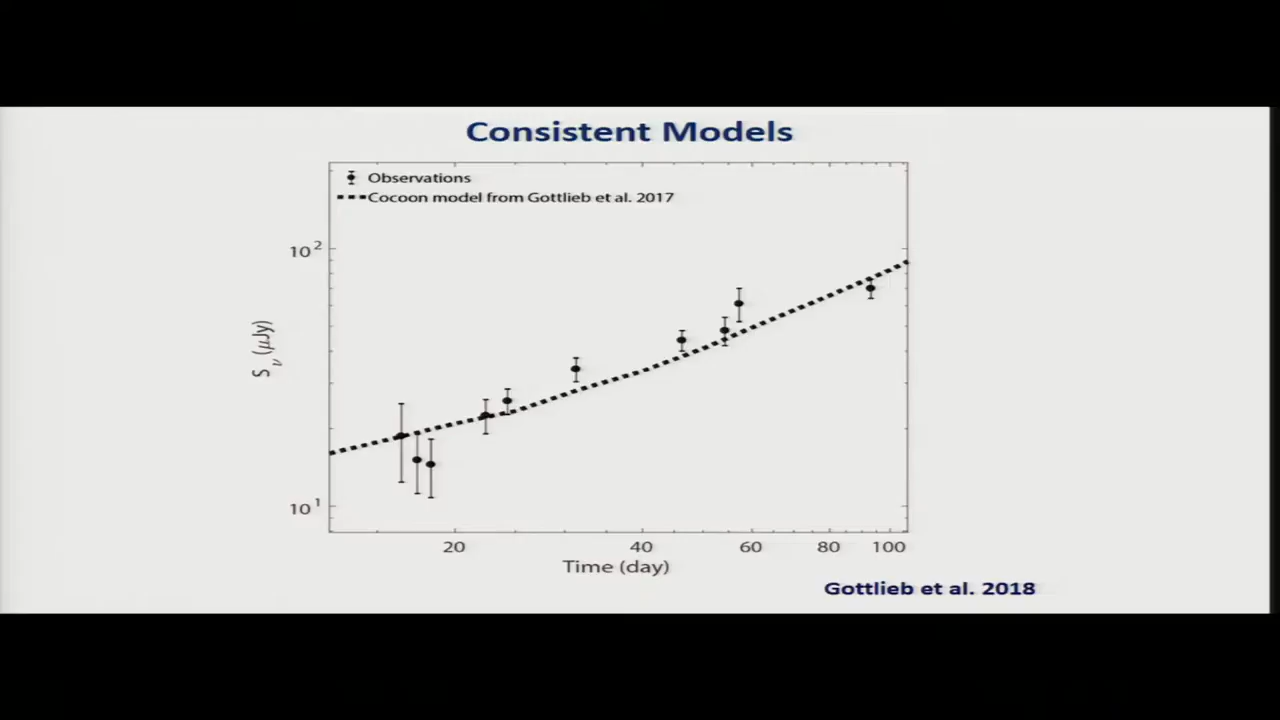 Consistent Models
Observations
Cocoon model from Gottlieb et al. 2017
10²
10¹
S_ν (μJy)
20 40 60 80 100
Time (day)
Gottlieb et al. 2018